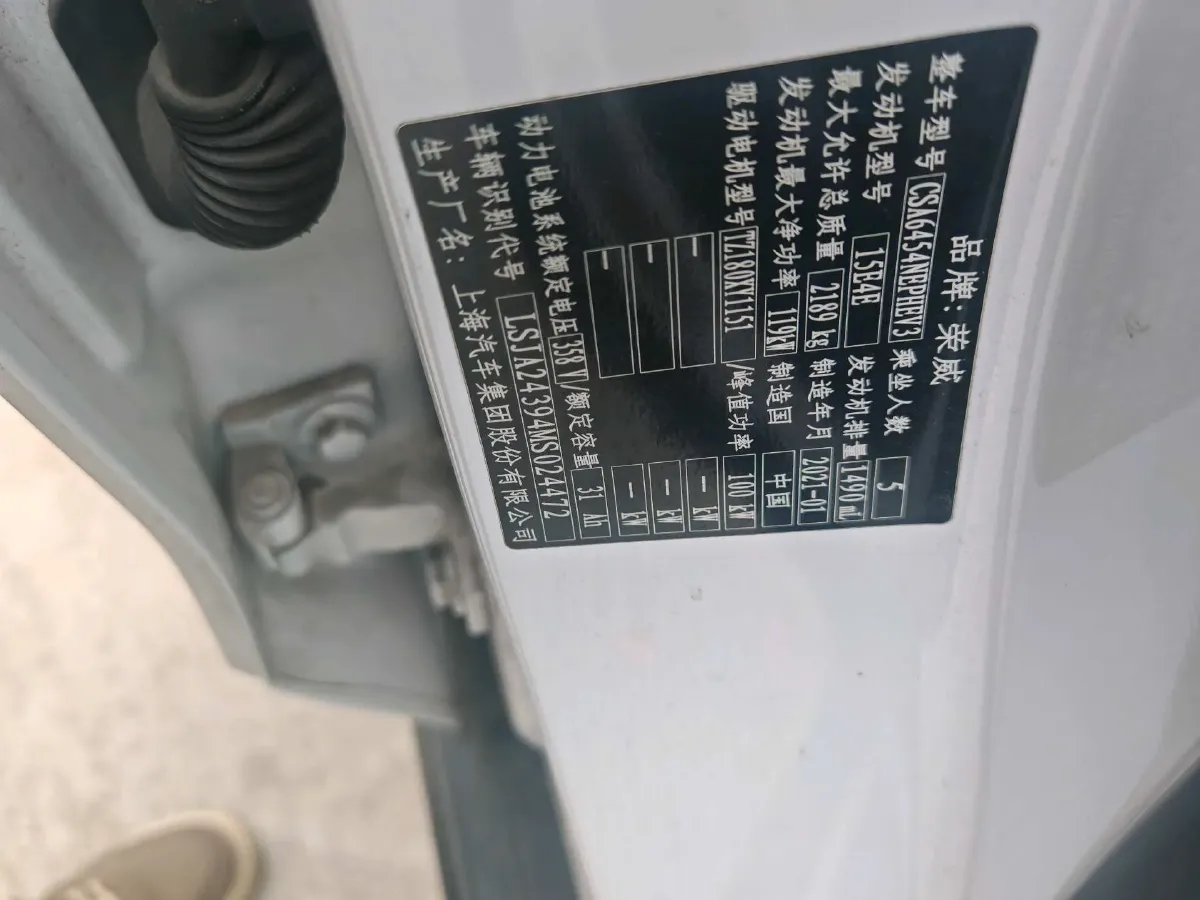 品牌：荣威
整车型号 CSA6454NEPHEV3 乘坐人数 5
发动机型号 15E4E 发动机排量 1490 ml
最大允许总质量 2189 kg 制造年月 2021-01
发动机最大净功率 119kW 制造国 中国
驱动电机型号 TZ180XY1151 /峰值功率 100 kW
— — kW
— — kW
— — kW
动力电池系统额定电压 358 V/额定容量 31 Ah
车辆识别代号 LSJA24394MS024472
生产厂名：上海汽车集团股份有限公司